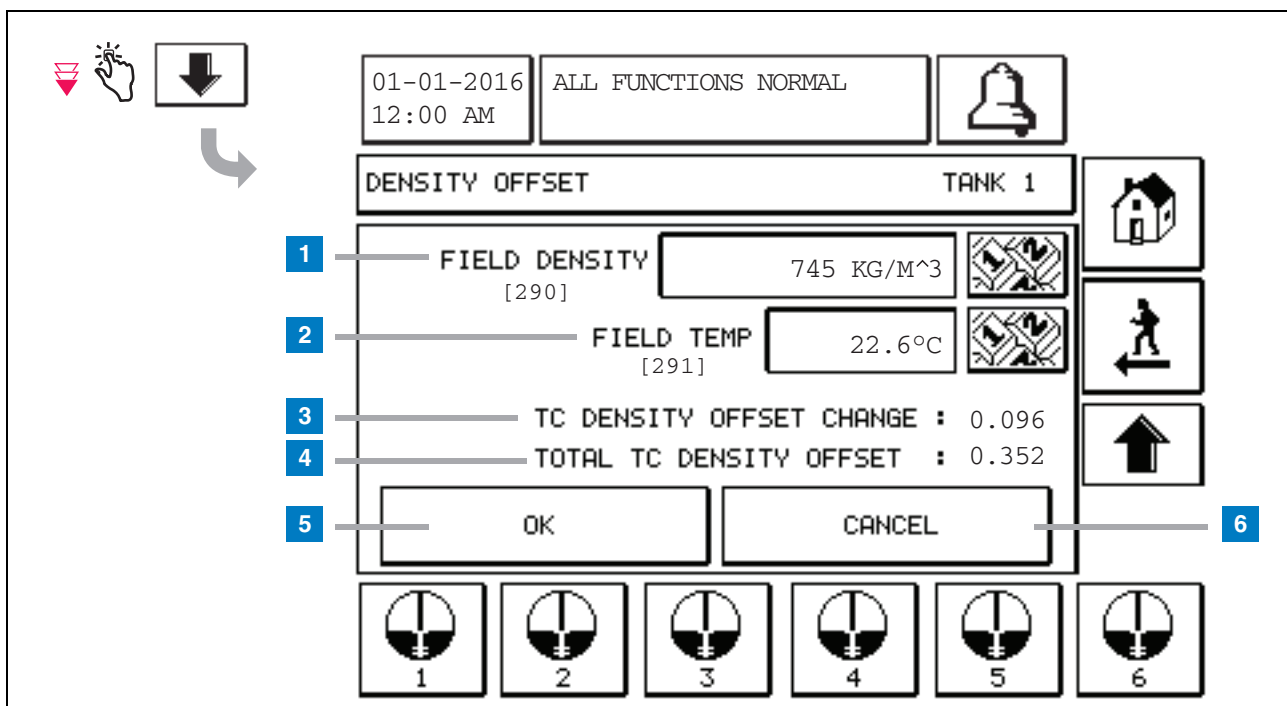 01-01-2016
12:00 AM
ALL FUNCTIONS NORMAL
DENSITY OFFSET TANK 1
1 FIELD DENSITY 745 KG/M^3
[290]
2 FIELD TEMP 22.6°C
[291]
3 TC DENSITY OFFSET CHANGE : 0.096
4 TOTAL TC DENSITY OFFSET : 0.352
5 OK CANCEL 6
1 2 3 4 5 6